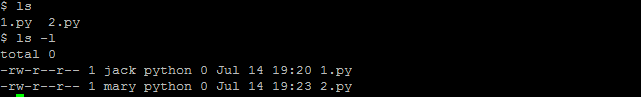 $ ls
1.py  2.py
$ ls -l
total 0
-rw-r--r-- 1 jack python 0 Jul 14 19:20 1.py
-rw-r--r-- 1 mary python 0 Jul 14 19:23 2.py